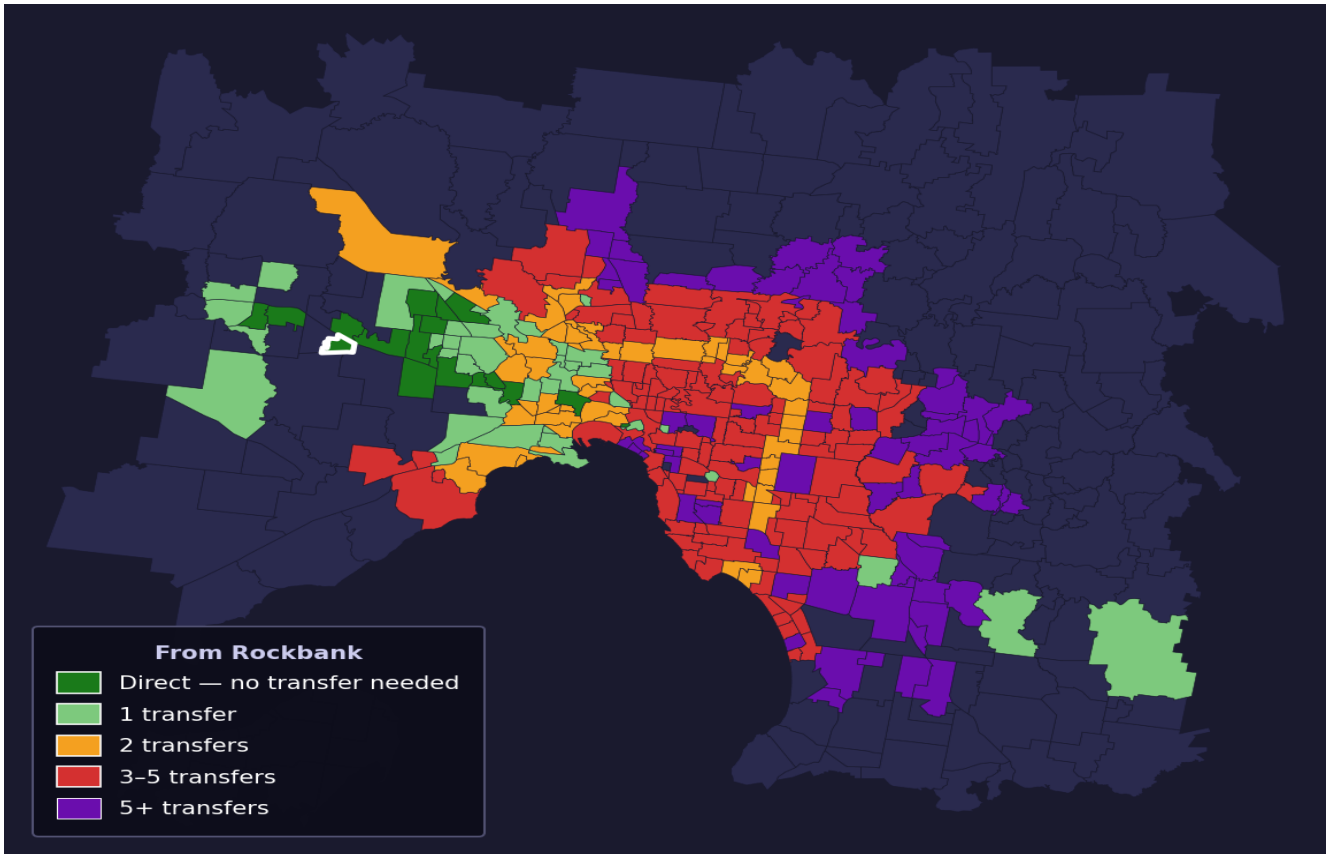 From Rockbank
Direct — no transfer needed
1 transfer
2 transfers
3–5 transfers
5+ transfers